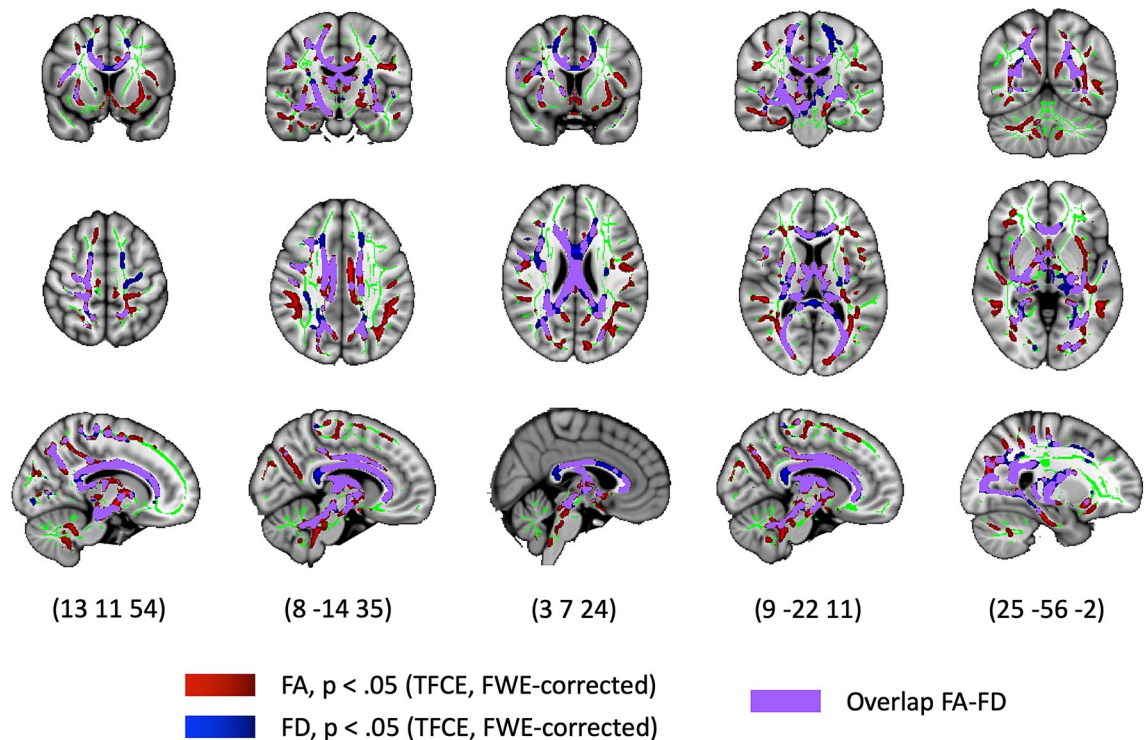 (13 11 54)
(8 -14 35)
(3 7 24)
(9 -22 11)
(25 -56 -2)
FA, p < .05 (TFCE, FWE-corrected)
FD, p < .05 (TFCE, FWE-corrected)
Overlap FA-FD